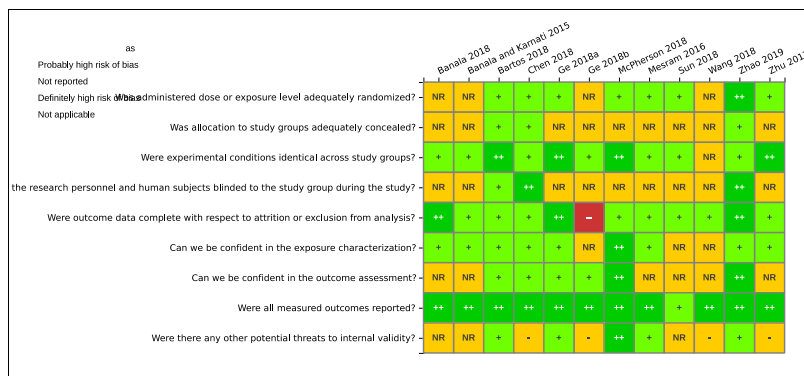 as
Probably high risk of bias
Not reported
Definitely high risk of bias
Not applicable
Banala 2018
Banala and Karnati 2015
Bartos 2018
Chen 2018
Ge 2018a
Ge 2018b
McPherson 2018
Mesram 2016
Sun 2018
Wang 2018
Zhao 2019
Zhu 201
Was administered dose or exposure level adequately randomized? NR NR + + + NR + + + NR ++ +
Was allocation to study groups adequately concealed? NR NR + + NR NR NR NR NR NR + NR
Were experimental conditions identical across study groups? + + ++ + ++ + ++ + + NR + ++
the research personnel and human subjects blinded to the study group during the study? NR NR + ++ NR NR NR NR NR NR ++ NR
Were outcome data complete with respect to attrition or exclusion from analysis? ++ + + + ++ -- + + + + ++ +
Can we be confident in the exposure characterization? + + + + + NR ++ + NR NR + +
Can we be confident in the outcome assessment? NR NR + + + + ++ NR NR NR ++ NR
Were all measured outcomes reported? ++ ++ ++ ++ ++ ++ ++ ++ + ++ ++ ++
Were there any other potential threats to internal validity? NR NR + - + - ++ + NR - + -